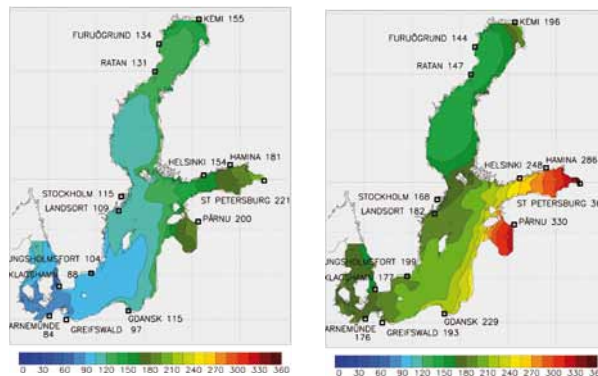 KEMI 155
FURUÖGRUND 134
RATAN 131
HELSINKI 154
HAMINA 181
STOCKHOLM 115
ST PETERSBURG 221
LANDSORT 109
PÄRNU 200
UNGSHOLMSFORT 104
KLAGSHAMN 88
GDANSK 115
ARNEMÜNDE
84
GREIFSWALD
97
0 30 60 90 120 150 180 210 240 270 300 330 360
KEMI 196
FURUÖGRUND 144
RATAN 147
HELSINKI 248
HAMINA 286
STOCKHOLM 168
ST PETERSBURG 36
LANDSORT 182
PÄRNU 330
UNGSHOLMSFORT 199
177
GDANSK 229
ARNEMÜNDE
176
GREIFSWALD
193
0 30 60 90 120 150 180 210 240 270 300 330 36